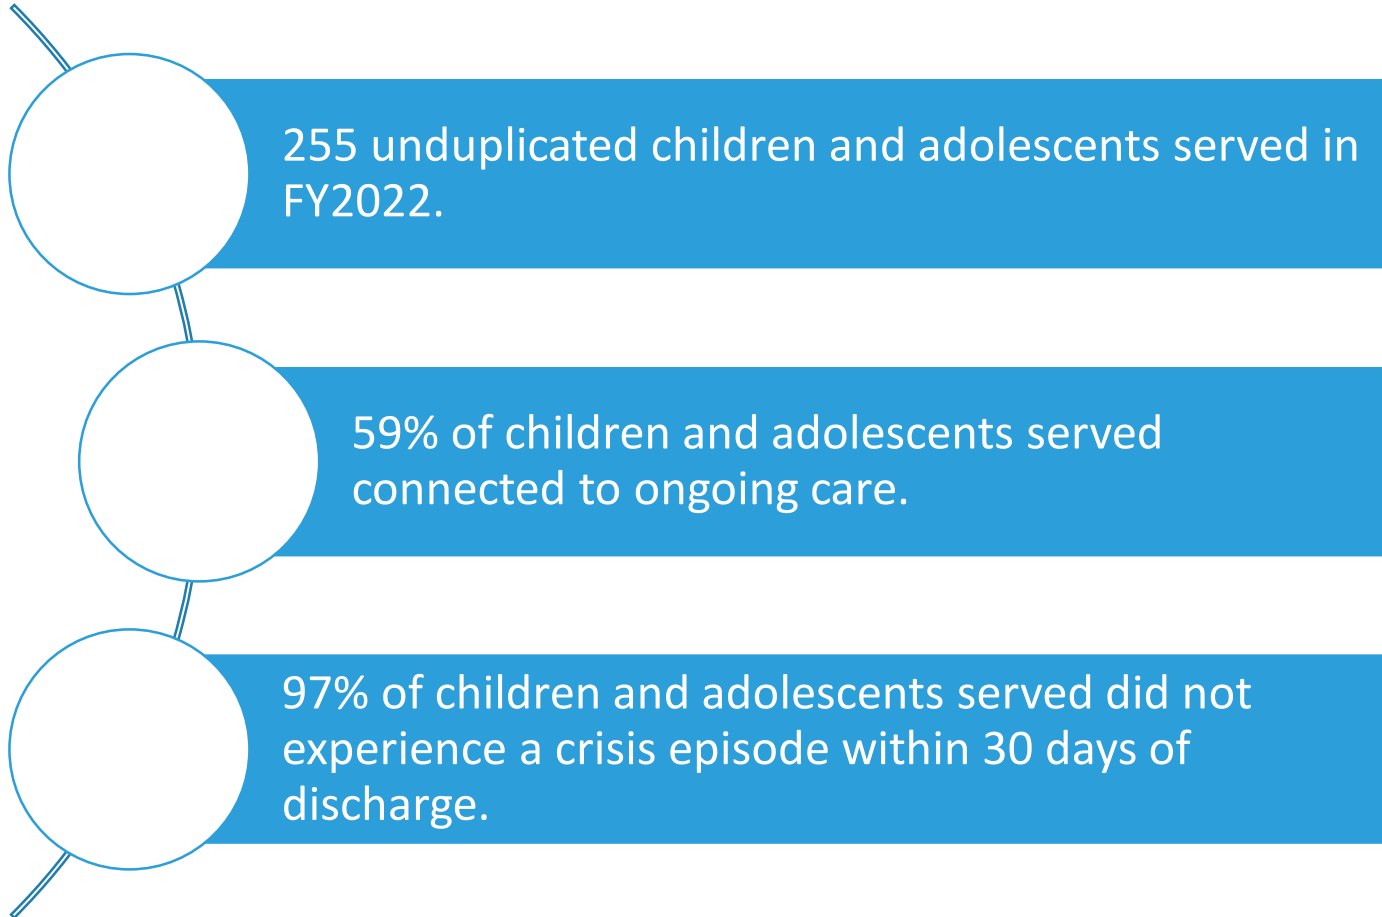 255 unduplicated children and adolescents served in
FY2022.
59% of children and adolescents served
connected to ongoing care.
97% of children and adolescents served did not
experience a crisis episode within 30 days of
discharge.